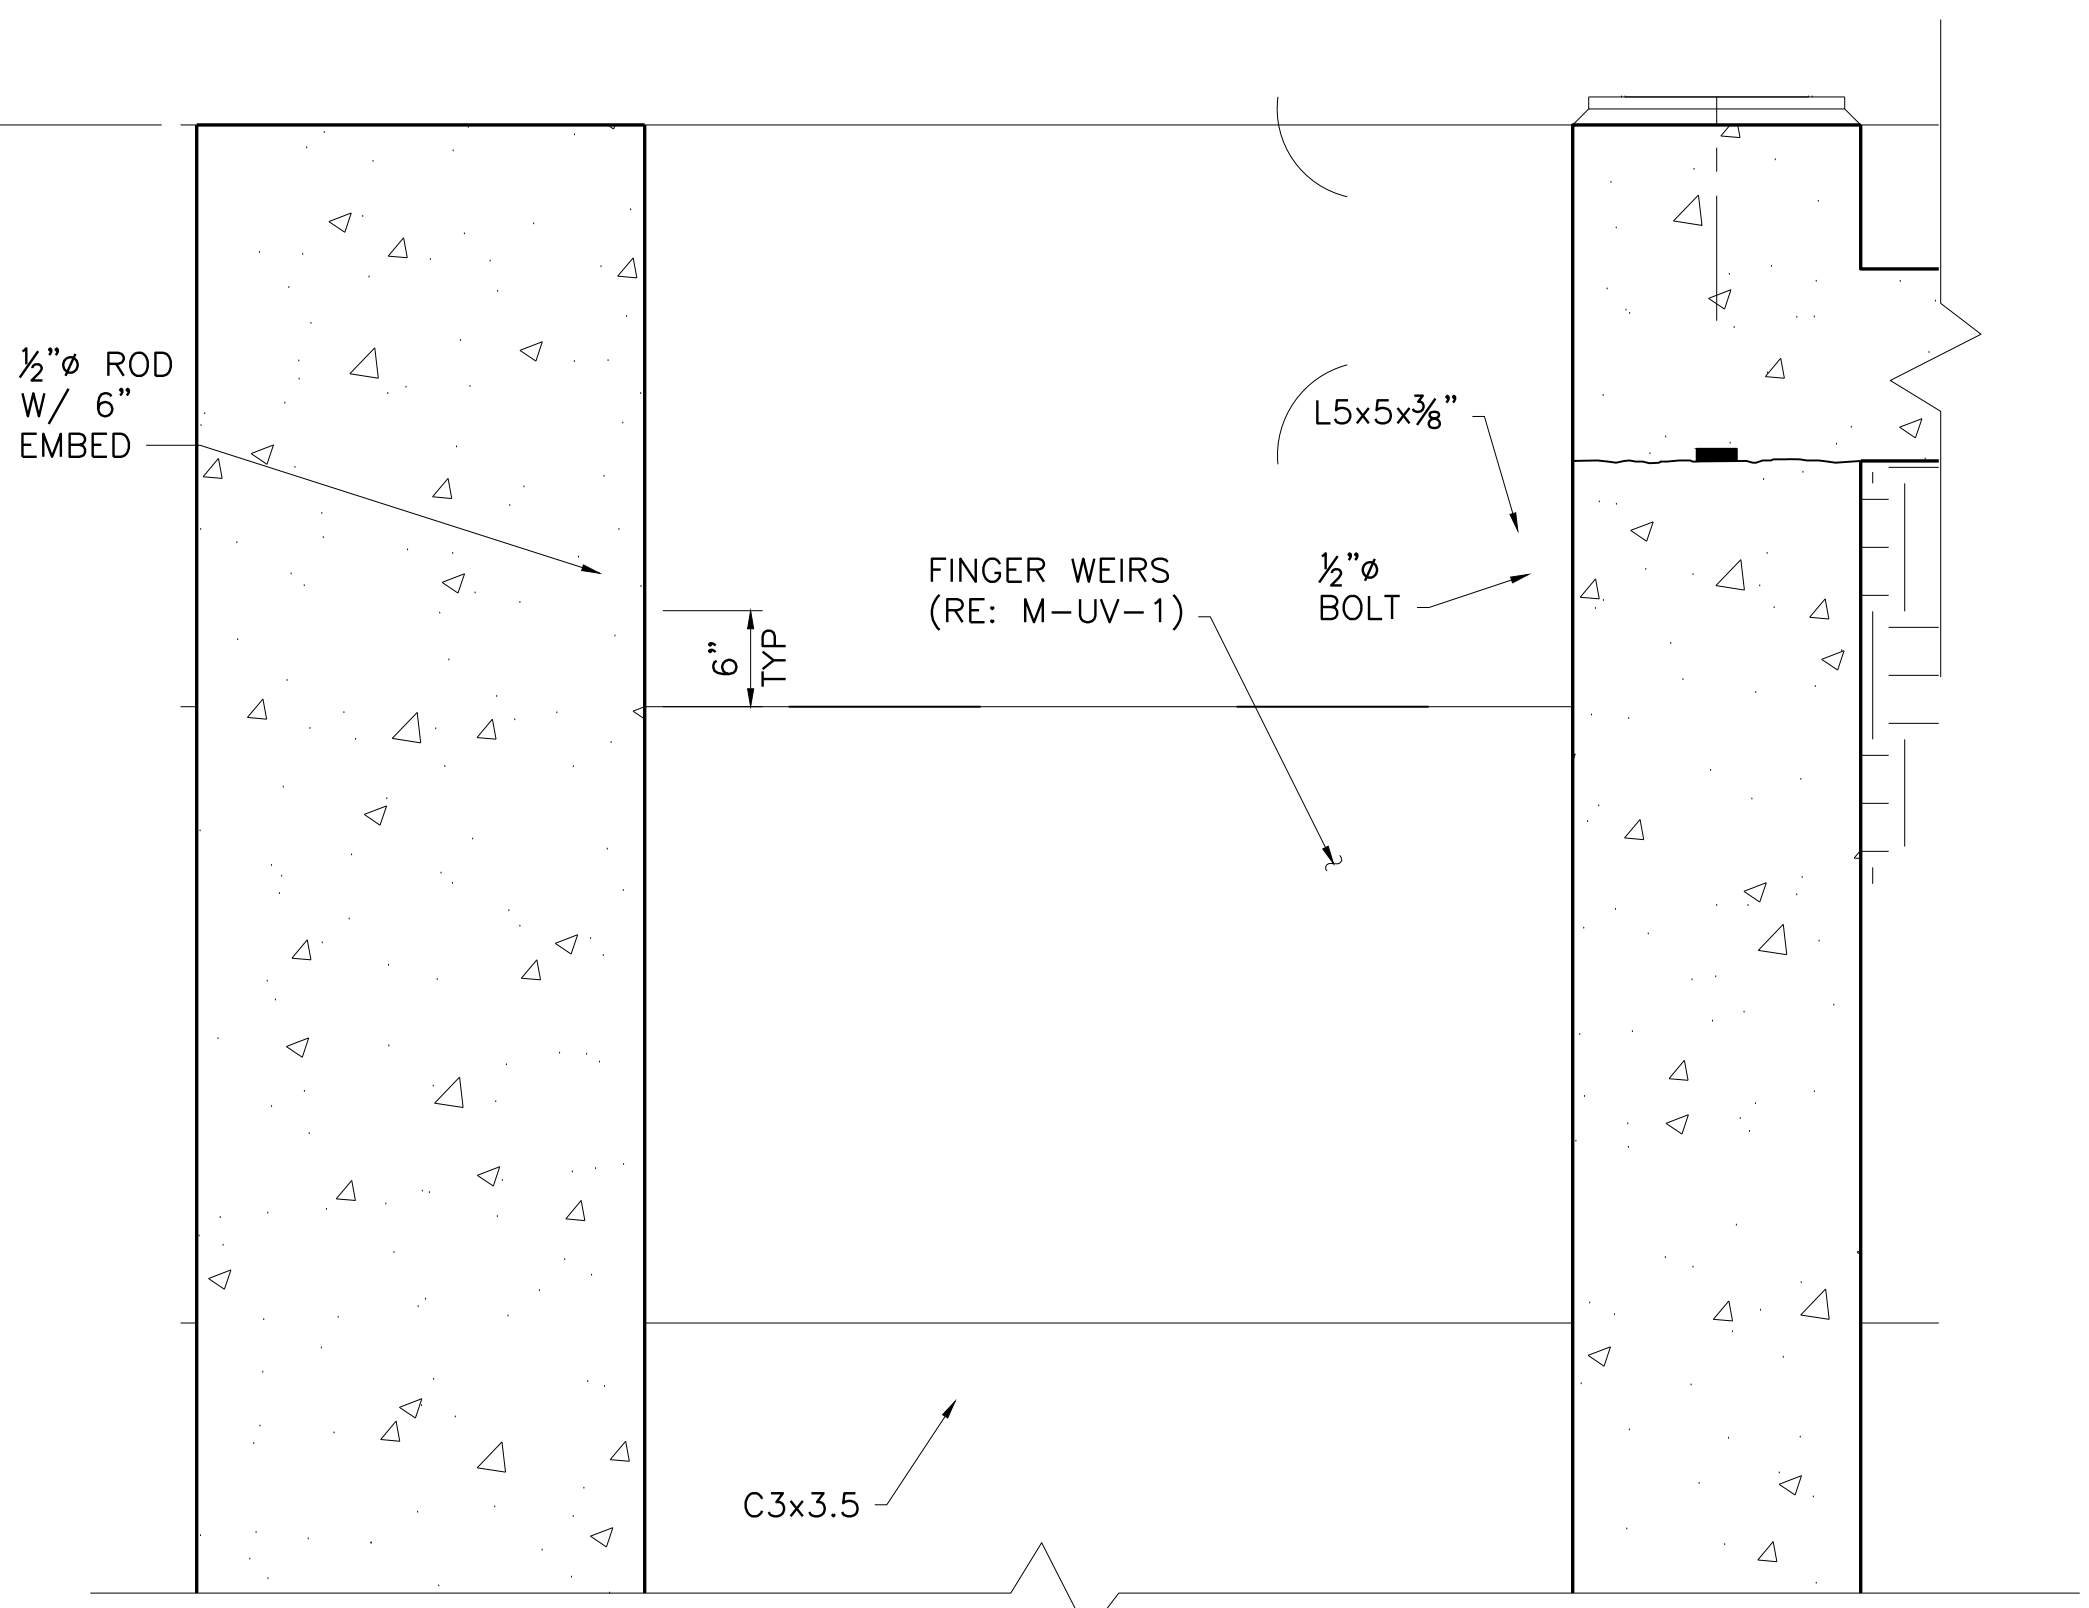 ½"ø ROD
W/ 6"
EMBED
L5x5x⅜"
FINGER WEIRS
(RE: M-UV-1)
½"ø
BOLT
6"
TYP
C3x3.5